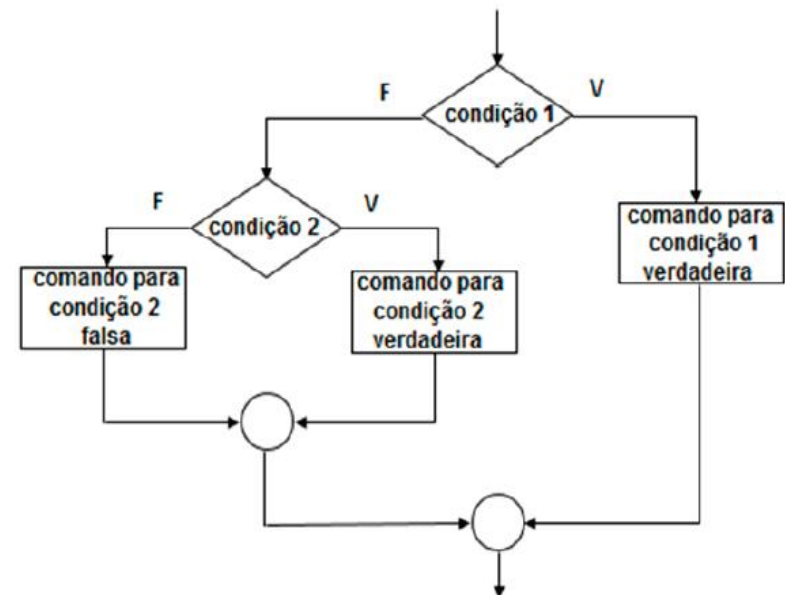 F
V
condição 1
F
V
condição 2
comando para
condição 1
verdadeira
comando para
condição 2
falsa
comando para
condição 2
verdadeira